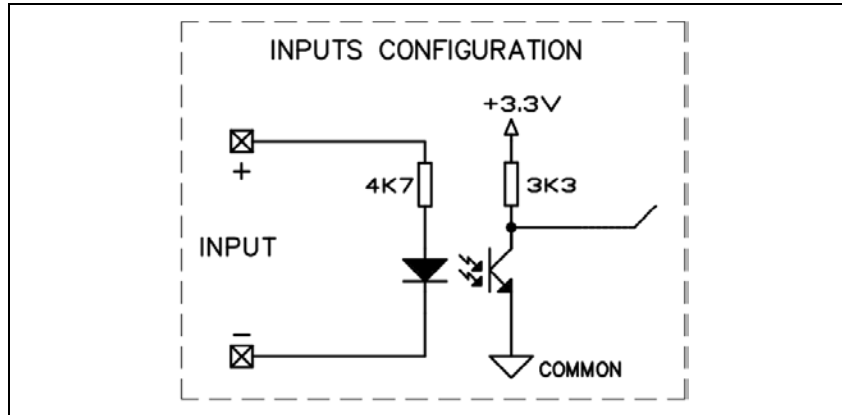 INPUTS CONFIGURATION
+3.3V
+
4K7
3K3
INPUT
−
COMMON